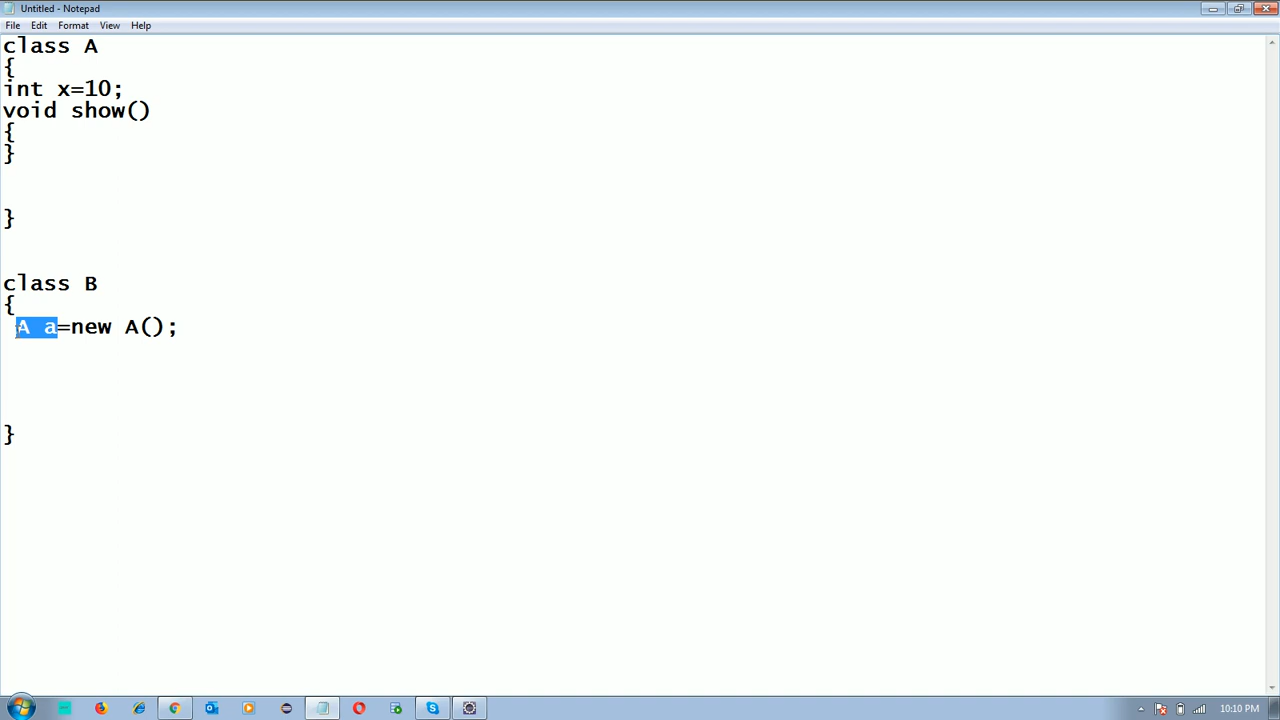 Untitled - Notepad
File Edit Format View Help
class A
{
int x=10;
void show()
{
}
}
class B
{
A a=new A();
}
10:10 PM